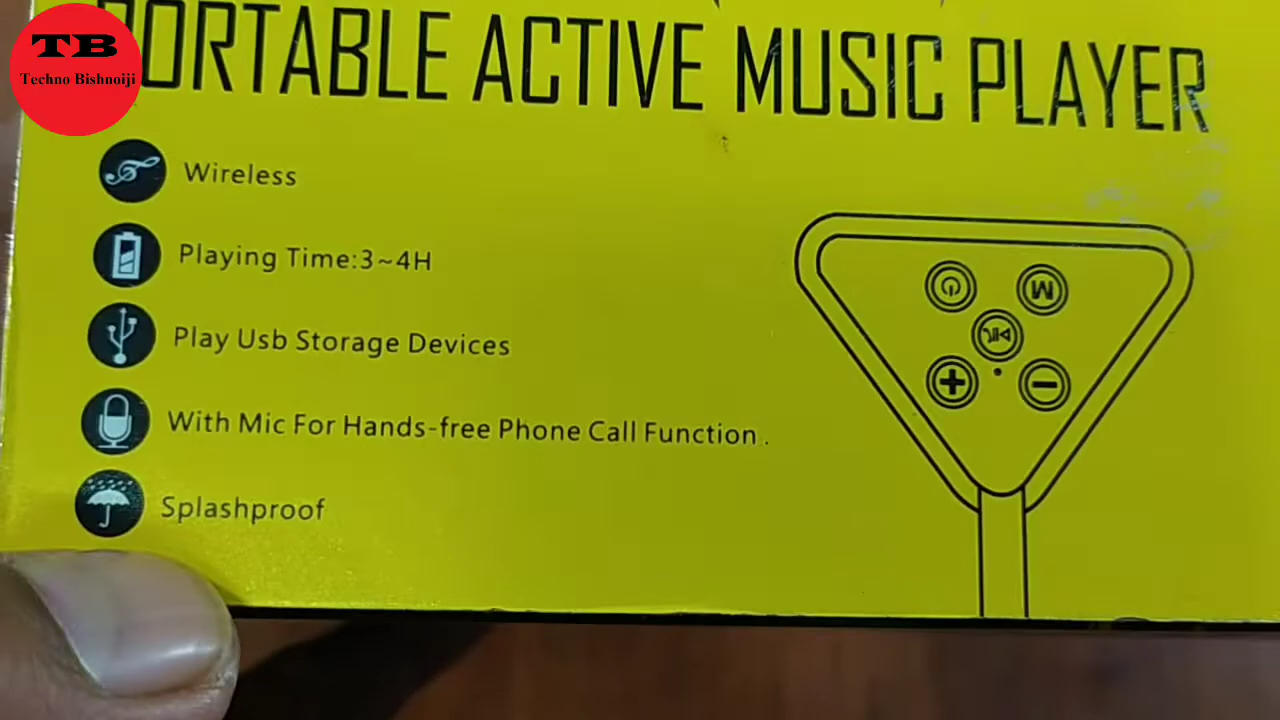 TB
Techno Bishnoiji
PORTABLE ACTIVE MUSIC PLAYER
Wireless
Playing Time:3~4H
Play Usb Storage Devices
With Mic For Hands-free Phone Call Function .
Splashproof
M